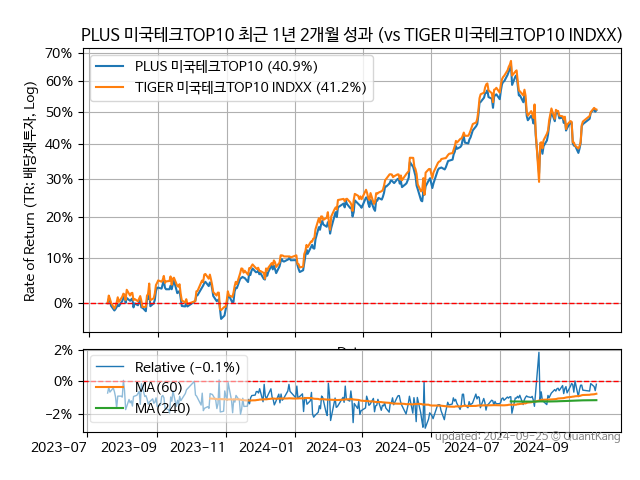 PLUS 미국테크TOP10 최근 1년 2개월 성과 (vs TIGER 미국테크TOP10 INDXX)
70%
60%
50%
40%
30%
20%
10%
0%
Rate of Return (TR: 배당재투자, Log)
PLUS 미국테크TOP10 (40.9%)
TIGER 미국테크TOP10 INDXX (41.2%)
2%
0%
−2%
Relative (−0.1%)
MA(60)
MA(240)
updated: 2024-09-25 © QuantKang
2023-07 2023-09 2023-11 2024-01 2024-03 2024-05 2024-07 2024-09